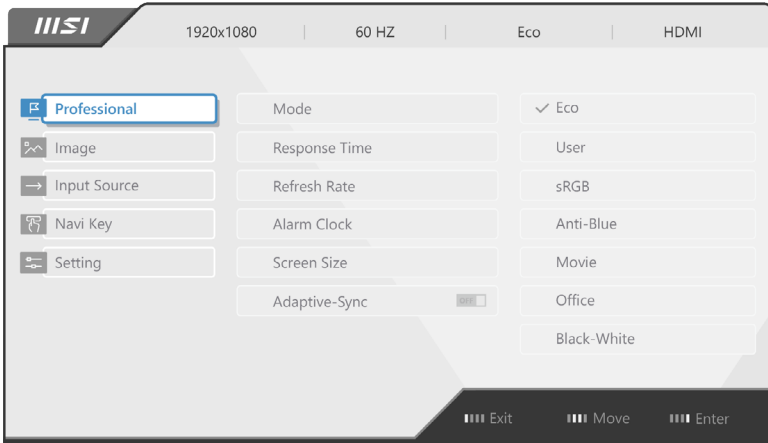 msi 1920x1080 60 HZ Eco HDMI
Professional Mode Eco
Image Response Time User
Input Source Refresh Rate sRGB
Navi Key Alarm Clock Anti-Blue
Setting Screen Size Movie
Adaptive-Sync OFF Office
Black-White
Exit Move Enter